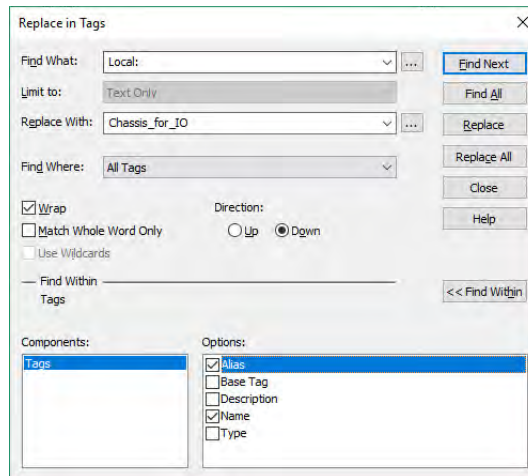 Replace in Tags
Find What: Local: ... Find Next
Limit to: Text Only Find All
Replace With: Chassis_for_IO ... Replace
Find Where: All Tags Replace All
Close
Wrap Direction: Help
Match Whole Word Only Up Down
Use Wildcards
Find Within << Find Within
Tags
Components: Options:
Tags Alias
Base Tag
Description
Name
Type